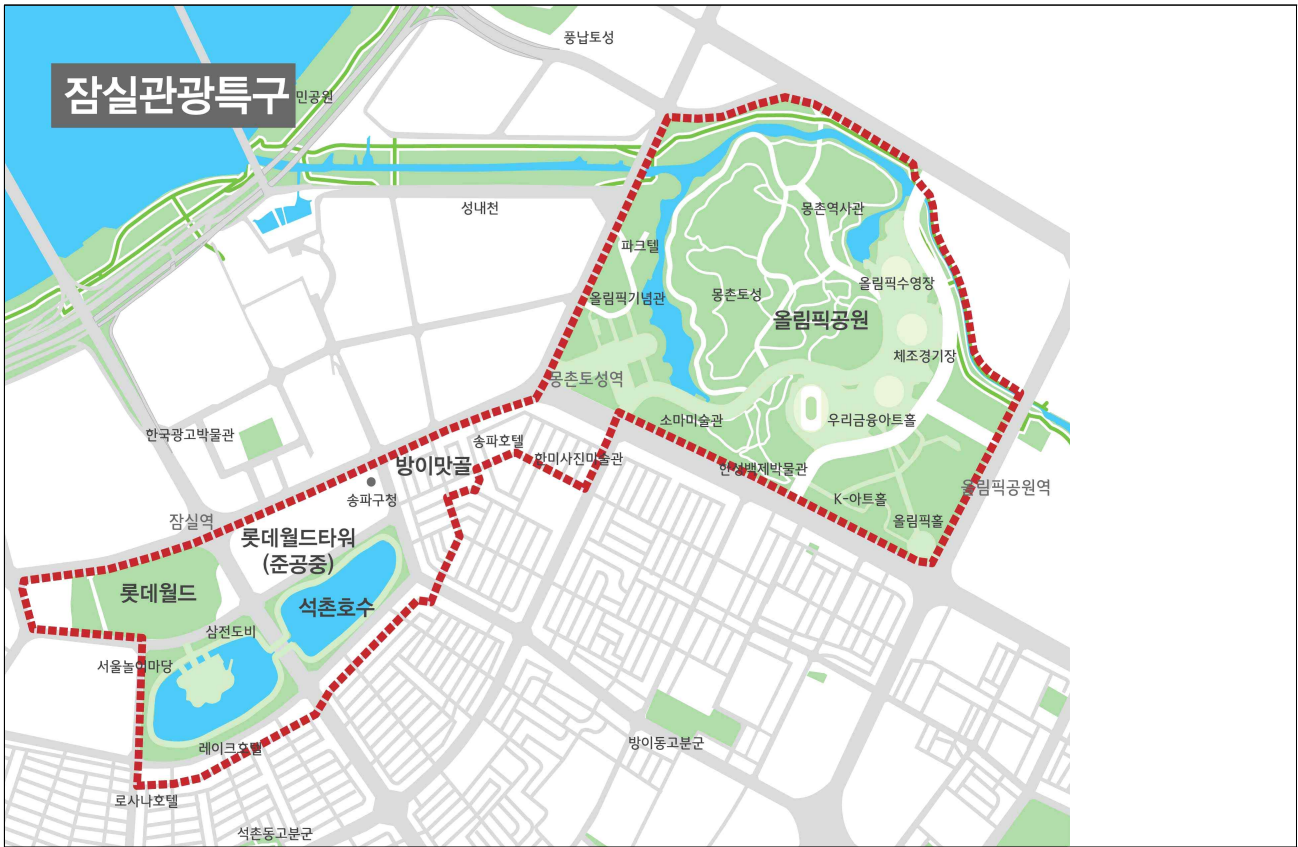 풍납토성
잠실관광특구
민공원
성내천
몽촌역사관
파크텔
올림픽수영장
올림픽기념관
몽촌토성
올림픽공원
체조경기장
몽촌토성역
소마미술관
우리금융아트홀
한국광고박물관
송파호텔
한미사진미술관
방이맛골
한성백제박물관
송파구청
올림픽공원역
K-아트홀
잠실역
올림픽홀
롯데월드타워
(준공중)
롯데월드
석촌호수
삼전도비
서울놀이마당
레이크호텔
방이동고분군
로사나호텔
석촌동고분군